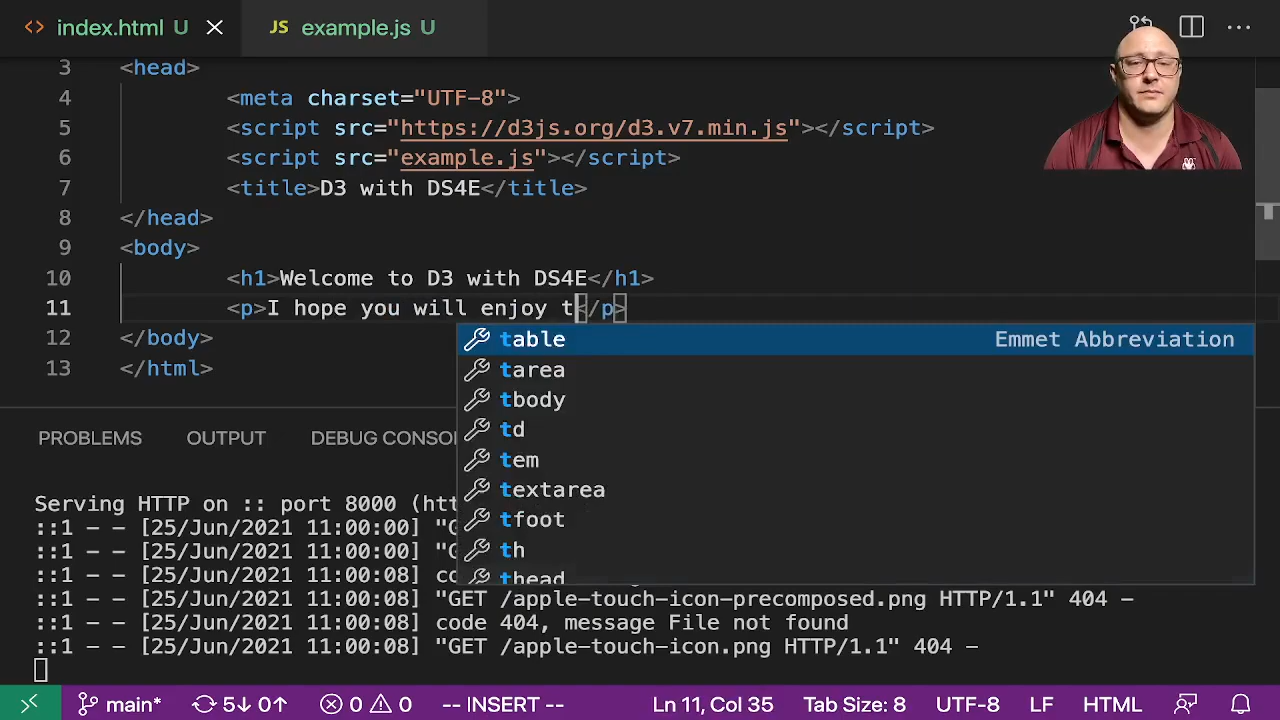 index.html U
JS example.js U
3 <head>
4 <meta charset="UTF-8">
5 <script src="https://d3js.org/d3.v7.min.js"></script>
6 <script src="example.js"></script>
7 <title>D3 with DS4E</title>
8 </head>
9 <body>
10 <h1>Welcome to D3 with DS4E</h1>
11 <p>I hope you will enjoy t</p>
12 </body>
13 </html>
table Emmet Abbreviation
tarea
tbody
td
tem
textarea
tfoot
th
thead
PROBLEMS OUTPUT DEBUG CONSO
Serving HTTP on :: port 8000 (htt
::1 - - [25/Jun/2021 11:00:00] "G
::1 - - [25/Jun/2021 11:00:00] "G
::1 - - [25/Jun/2021 11:00:08] co
::1 - - [25/Jun/2021 11:00:08] "GET /apple-touch-icon-precomposed.png HTTP/1.1" 404 -
::1 - - [25/Jun/2021 11:00:08] code 404, message File not found
::1 - - [25/Jun/2021 11:00:08] "GET /apple-touch-icon.png HTTP/1.1" 404 -
main* 5↓ 0↑ 0 0 -- INSERT -- Ln 11, Col 35 Tab Size: 8 UTF-8 LF HTML